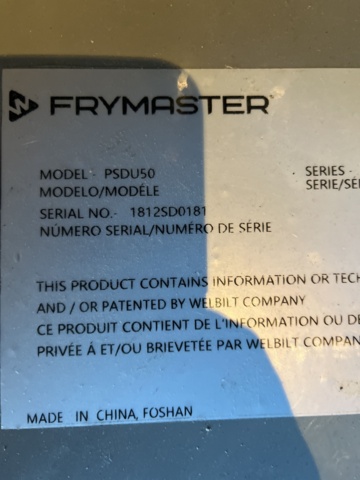 FRYMASTER
MODEL - PSDU50 SERIES -
MODELO/MODÉLE SERIE/SÉ
SERIAL NO.- 1812SD0181
NÚMERO SERIAL/NUMÉRO DE SÉRIE
THIS PRODUCT CONTAINS INFORMATION OR TECH
AND / OR PATENTED BY WELBILT COMPANY
CE PRODUIT CONTIENT DE L'INFORMATION OU DE
PRIVÉE Á ET/OU BRIEVETÉE PAR WELBILT COMPAN
MADE IN CHINA, FOSHAN